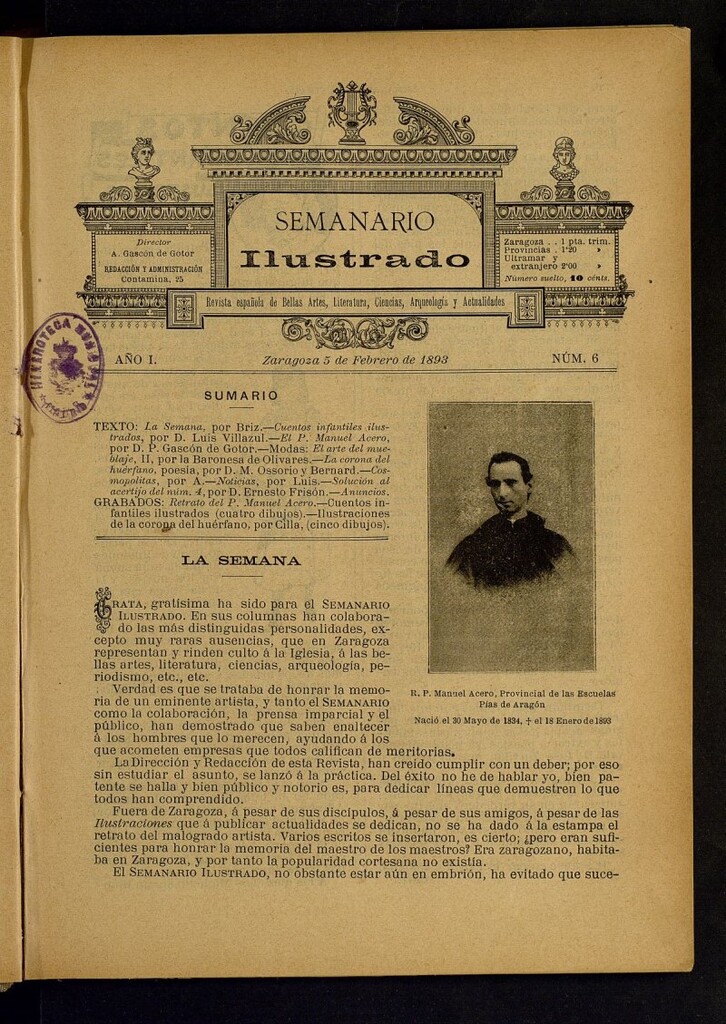 SEMANARIO
Ilustrado
Director
A. Gascón de Gotor
REDACCIÓN Y ADMINISTRACIÓN
Contamina, 25
Zaragoza . . 1 pta. trim.
Provincias . 1'20 »
Ultramar y
extranjero 2'00 »
Número suelto, 10 cénts.
Revista española de Bellas Artes, Literatura, Ciencias, Arqueología y Actualidades
HEMEROTECA MUNICIPAL
MADRID
AÑO I.
Zaragoza 5 de Febrero de 1893
NÚM. 6
SUMARIO
TEXTO: La Semana, por Briz.—Cuentos infantiles ilus-
trados, por D. Luis Villazul.—El P. Manuel Acero,
por D. P. Gascón de Gotor.—Modas: El arte del mue-
blaje, II, por la Baronesa de Olivares.—La corona del
huérfano, poesía, por D. M. Ossorio y Bernard.—Cos-
mopolitas, por A.—Noticias, por Luis.—Solución al
acertijo del núm. 4, por D. Ernesto Frisón.—Anuncios.
GRABADOS: Retrato del P. Manuel Acero.—Cuentos in-
fantiles ilustrados (cuatro dibujos).—Ilustraciones
de la corona del huérfano, por Cilla, (cinco dibujos).
LA SEMANA
GRATA, gratísima ha sido para el SEMANARIO
ILUSTRADO. En sus columnas han colabora-
do las más distinguidas personalidades, ex-
cepto muy raras ausencias, que en Zaragoza
representan y rinden culto á la Iglesia, á las be-
llas artes, literatura, ciencias, arqueología, pe-
riodismo, etc., etc.
Verdad es que se trataba de honrar la memo-
ria de un eminente artista, y tanto el SEMANARIO
como la colaboración, la prensa imparcial y el
público, han demostrado que saben enaltecer
á los hombres que lo merecen, ayudando á los
que acometen empresas que todos califican de meritorias.
R. P. Manuel Acero, Provincial de las Escuelas
Pías de Aragón
Nació el 30 Mayo de 1834, † el 18 Enero de 1893
La Dirección y Redacción de esta Revista, han creido cumplir con un deber; por eso
sin estudiar el asunto, se lanzó á la práctica. Del éxito no he de hablar yo, bien pa-
tente se halla y bien público y notorio es, para dedicar líneas que demuestren lo que
todos han comprendido.
Fuera de Zaragoza, á pesar de sus discípulos, á pesar de sus amigos, á pesar de las
Ilustraciones que á publicar actualidades se dedican, no se ha dado á la estampa el
retrato del malogrado artista. Varios escritos se insertaron, es cierto; ¿pero eran sufi-
cientes para honrar la memoria del maestro de los maestros? Era zaragozano, habita-
ba en Zaragoza, y por tanto la popularidad cortesana no existía.
El SEMANARIO ILUSTRADO, no obstante estar aún en embrión, ha evitado que suce-